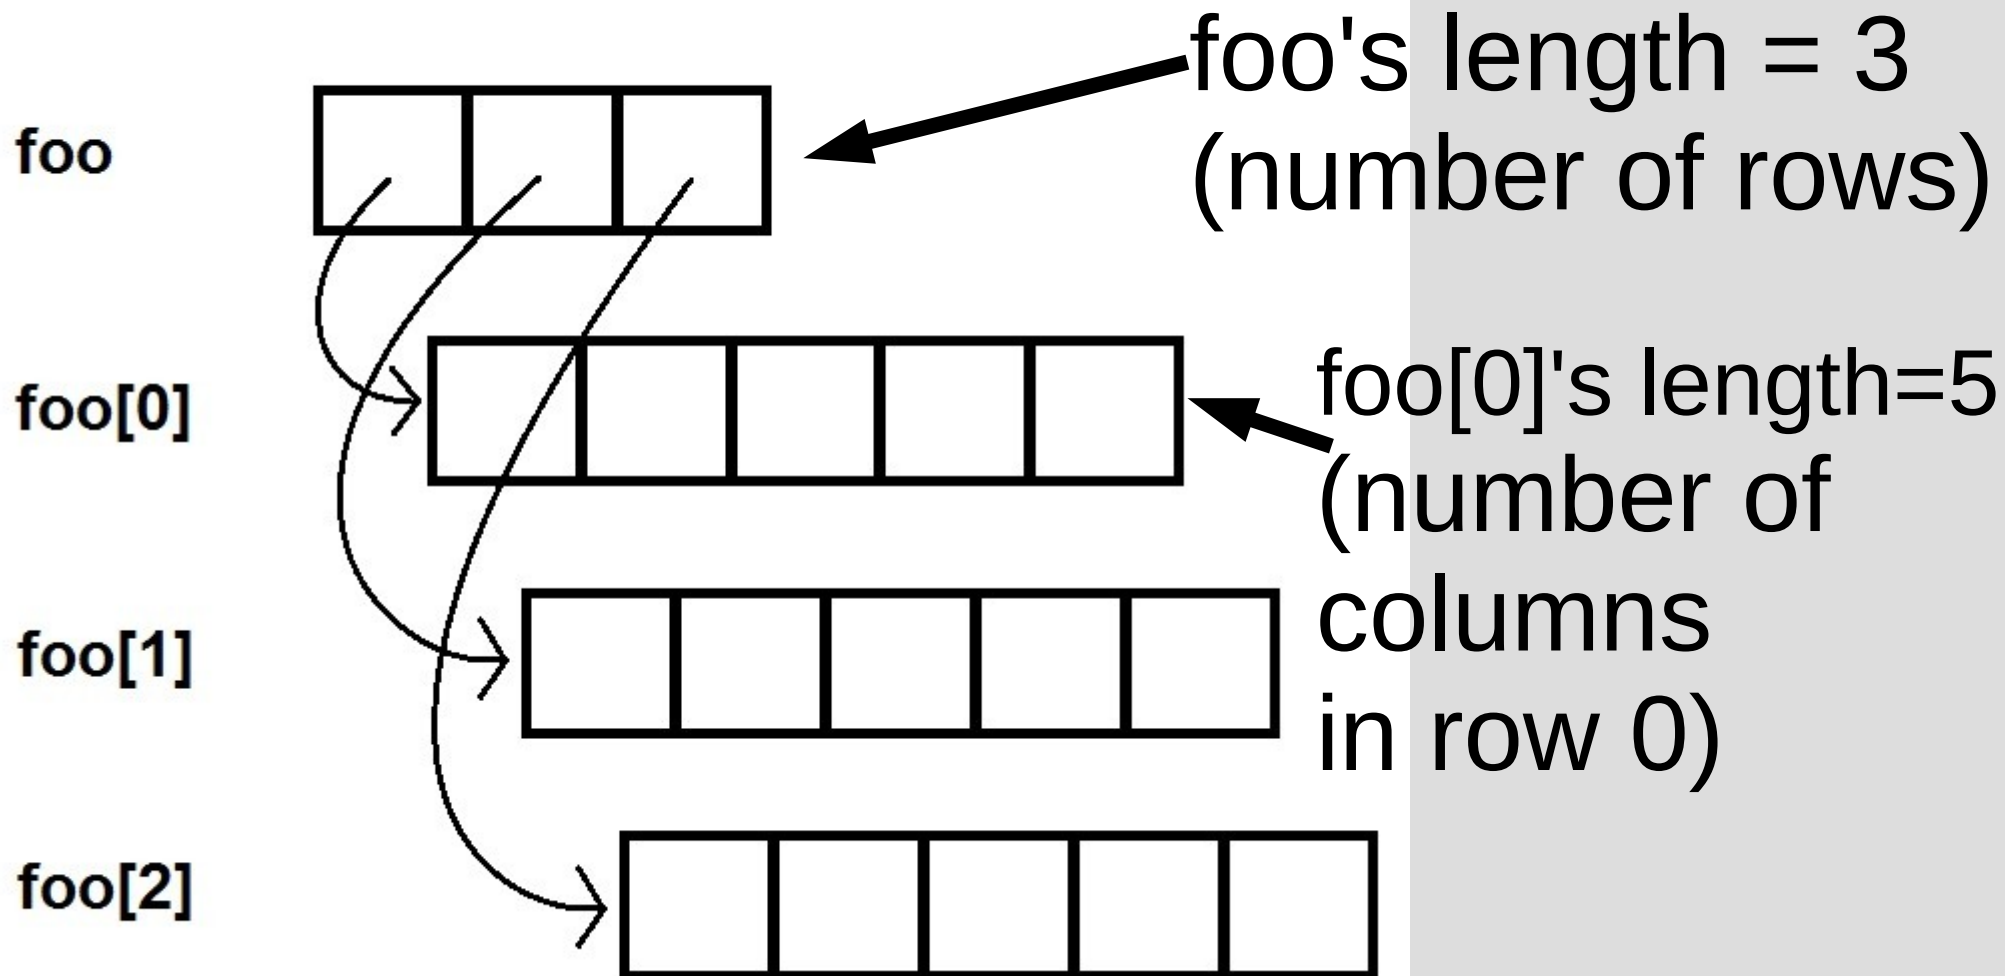 foo
foo's length = 3
(number of rows)
foo[0]
foo[0]'s length=5
(number of
columns
in row 0)
foo[1]
foo[2]